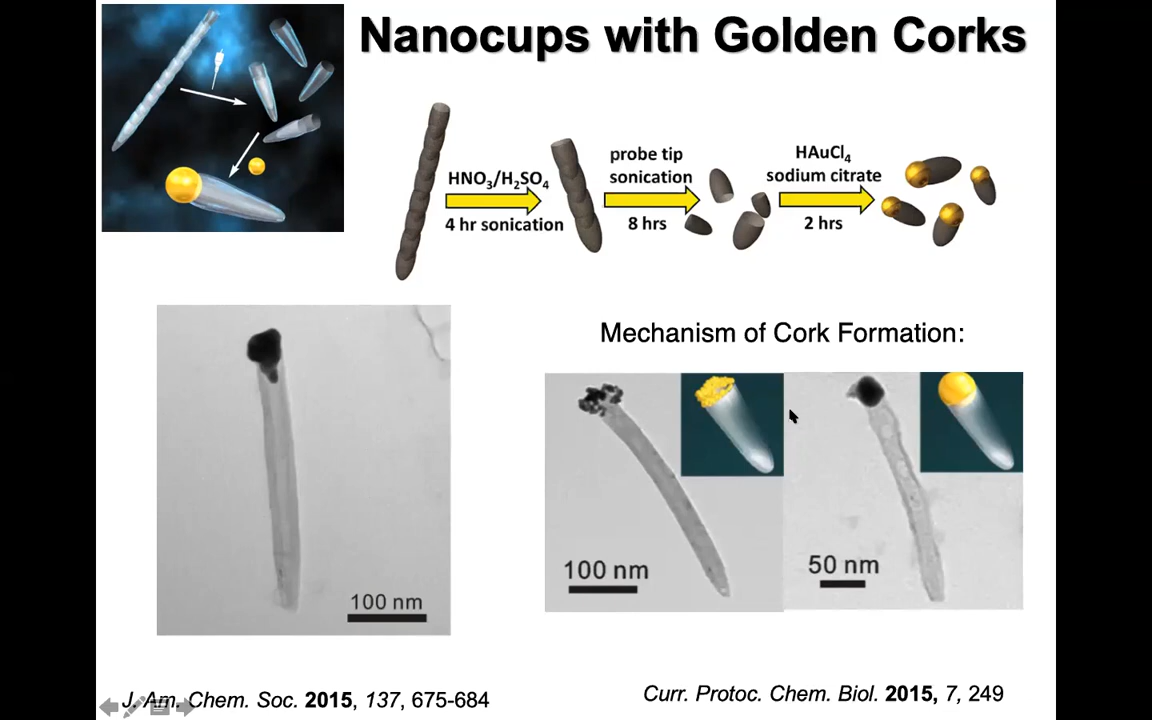 Nanocups with Golden Corks
HNO₃/H₂SO₄
4 hr sonication
probe tip
sonication
8 hrs
HAuCl₄
sodium citrate
2 hrs
Mechanism of Cork Formation:
100 nm
100 nm
50 nm
J. Am. Chem. Soc. 2015, 137, 675-684
Curr. Protoc. Chem. Biol. 2015, 7, 249